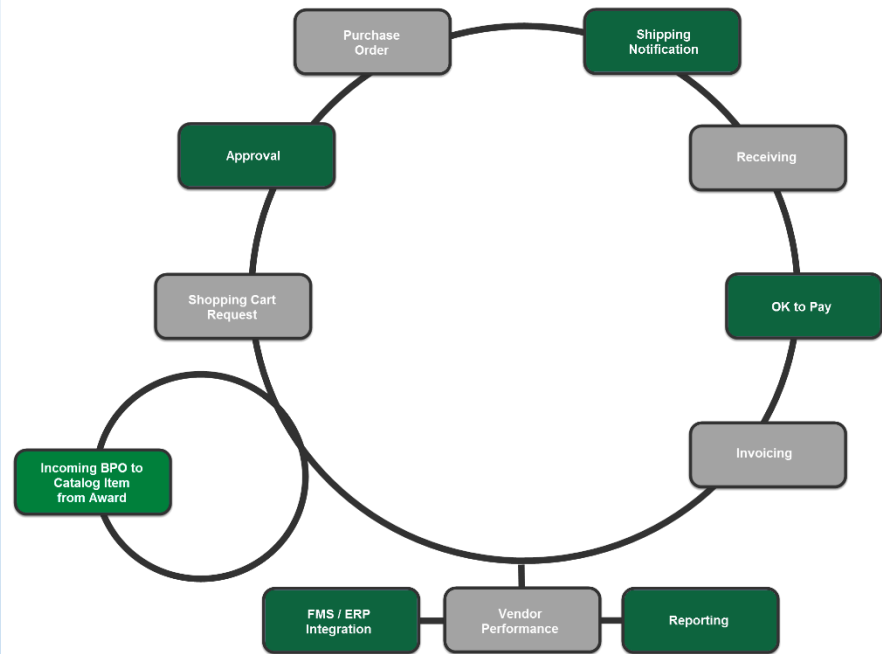 Purchase
Order
Shipping
Notification
Approval
Receiving
Shopping Cart
Request
OK to Pay
Invoicing
Incoming BPO to
Catalog Item
from Award
FMS / ERP
Integration
Vendor
Performance
Reporting